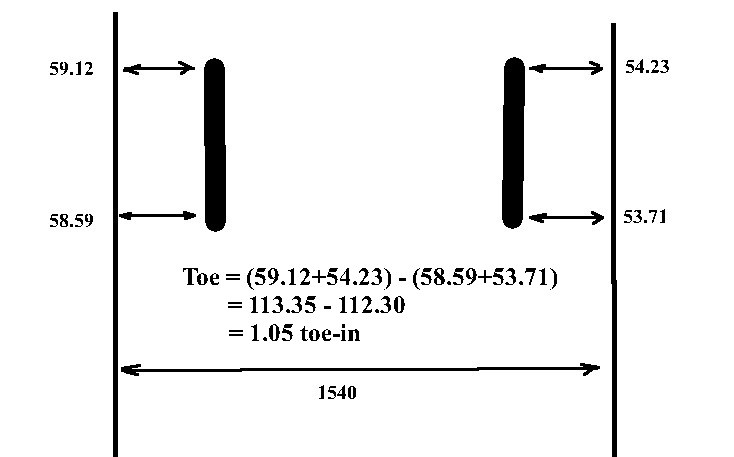 59.12
54.23
58.59
53.71
Toe = (59.12+54.23) - (58.59+53.71)
= 113.35 - 112.30
= 1.05 toe-in
1540